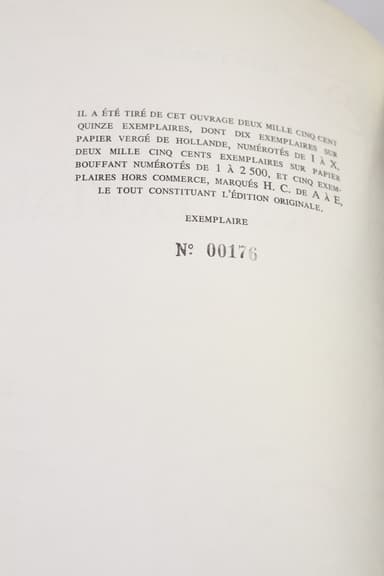 IL A ÉTÉ TIRÉ DE CET OUVRAGE DEUX MILLE CINQ CENT
QUINZE EXEMPLAIRES, DONT DIX EXEMPLAIRES SUR
PAPIER VERGÉ DE HOLLANDE, NUMÉROTÉS DE I À X,
DEUX MILLE CINQ CENTS EXEMPLAIRES SUR PAPIER
BOUFFANT NUMÉROTÉS DE 1 À 2 500, ET CINQ EXEM-
PLAIRES HORS COMMERCE, MARQUÉS H. C. DE A À E,
LE TOUT CONSTITUANT L'ÉDITION ORIGINALE.
EXEMPLAIRE
Nº 00176